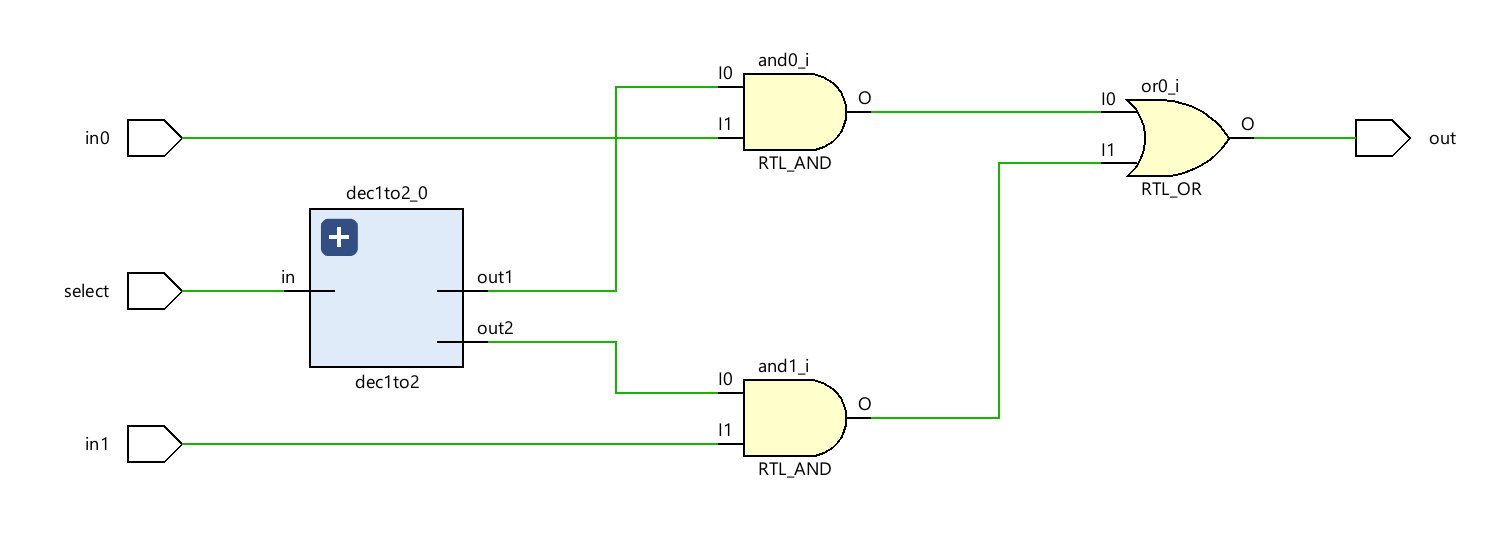 and0_i
I0
I1
O
RTL_AND
or0_i
I0
I1
O
RTL_OR
in0
out
dec1to2_0
in
out1
out2
dec1to2
select
and1_i
I0
I1
O
RTL_AND
in1